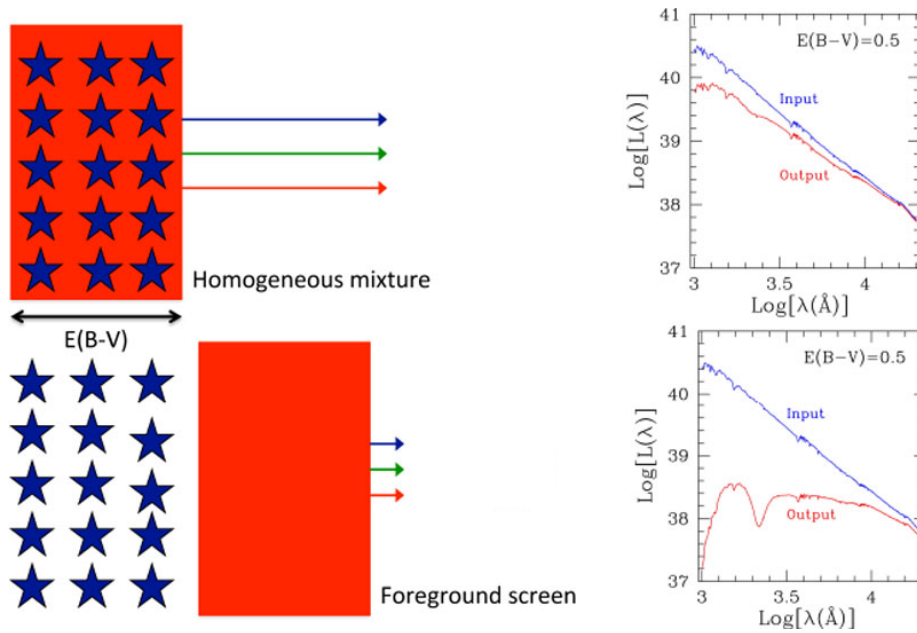 Homogeneous mixture
E(B-V)
Foreground screen
E(B−V)=0.5
Input
Output
Log[L(λ)]
41
40
39
38
37
3
3.5
4
Log[λ(Å)]
E(B−V)=0.5
Input
Output
Log[L(λ)]
41
40
39
38
37
3
3.5
4
Log[λ(Å)]